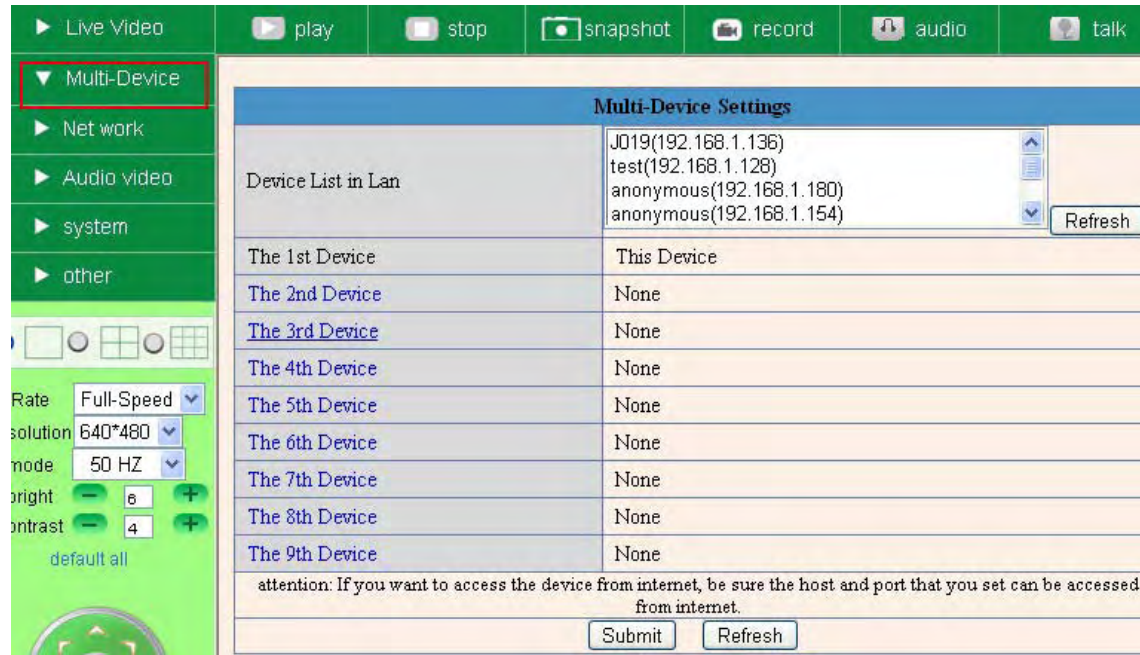 Live Video
play
stop
snapshot
record
audio
talk
Multi-Device
Net work
Audio video
system
other
Rate Full-Speed
solution 640*480
mode 50 HZ
bright 6
ontrast 4
default all
Multi-Device Settings
Device List in Lan
J019(192.168.1.136)
test(192.168.1.128)
anonymous(192.168.1.180)
anonymous(192.168.1.154)
Refresh
The 1st Device This Device
The 2nd Device None
The 3rd Device None
The 4th Device None
The 5th Device None
The 6th Device None
The 7th Device None
The 8th Device None
The 9th Device None
attention: If you want to access the device from internet, be sure the host and port that you set can be accessed
from internet.
Submit Refresh